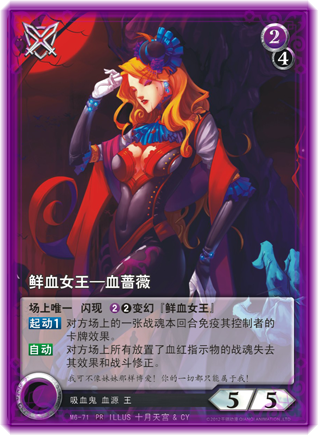 2
4
鲜血女王—血蔷薇
场上唯一 闪现 2 2变幻『鲜血女王』
起动1 对方场上的一张战魂本回合免疫其控制者的
卡牌效果。
自动 对方场上所有放置了血红指示物的战魂失去
其效果和战斗修正。
我可不像妹妹那样博爱！你的一切都只能属于我！
吸血鬼 血源 王
5 / 5
PR ILLUS 十月天宫 & CY